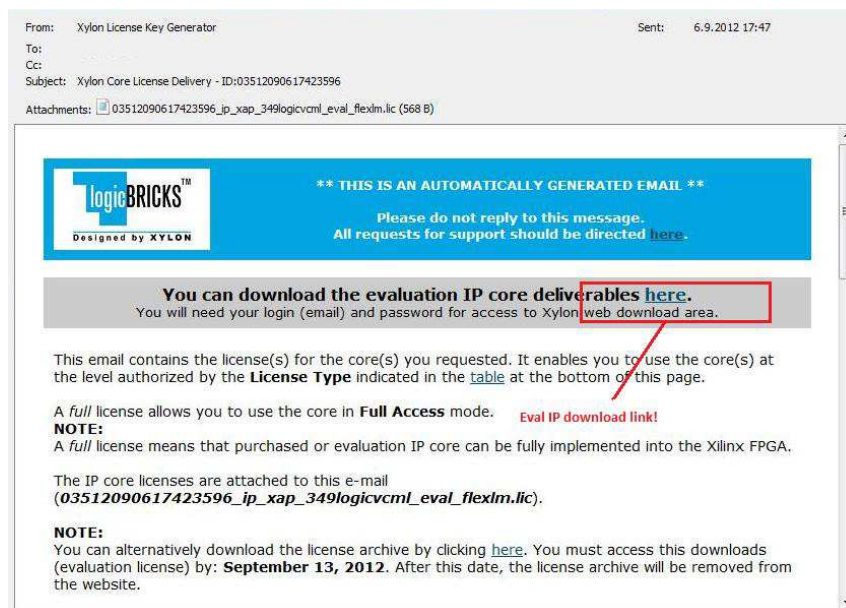 From: Xylon License Key Generator Sent: 6.9.2012 17:47
To:
Cc:
Subject: Xylon Core License Delivery - ID:03512090617423596
Attachments: 03512090617423596_ip_xap_349logicvcml_eval_flexlm.lic (568 B)
logicBRICKS™
Designed by XYLON
** THIS IS AN AUTOMATICALLY GENERATED EMAIL **
Please do not reply to this message.
All requests for support should be directed here.
You can download the evaluation IP core deliverables here.
You will need your login (email) and password for access to Xylon web download area.
This email contains the license(s) for the core(s) you requested. It enables you to use the core(s) at
the level authorized by the License Type indicated in the table at the bottom of this page.
A full license allows you to use the core in Full Access mode.
Eval IP download link!
NOTE:
A full license means that purchased or evaluation IP core can be fully implemented into the Xilinx FPGA.
The IP core licenses are attached to this e-mail
(03512090617423596_ip_xap_349logicvcml_eval_flexlm.lic).
NOTE:
You can alternatively download the license archive by clicking here. You must access this downloads
(evaluation license) by: September 13, 2012. After this date, the license archive will be removed from
the website.